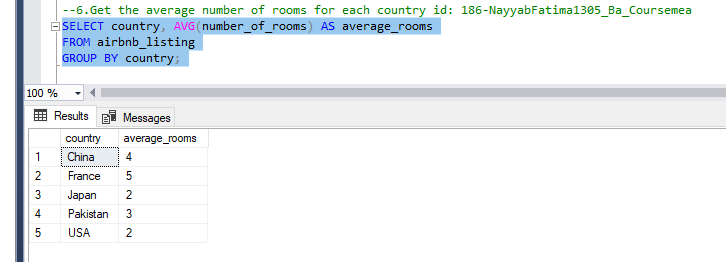 --6.Get the average number of rooms for each country id: 186-NayyabFatima1305_Ba_Coursemea
SELECT country, AVG(number_of_rooms) AS average_rooms
FROM airbnb_listing
GROUP BY country;
100 %
Results Messages
country average_rooms
1 China 4
2 France 5
3 Japan 2
4 Pakistan 3
5 USA 2